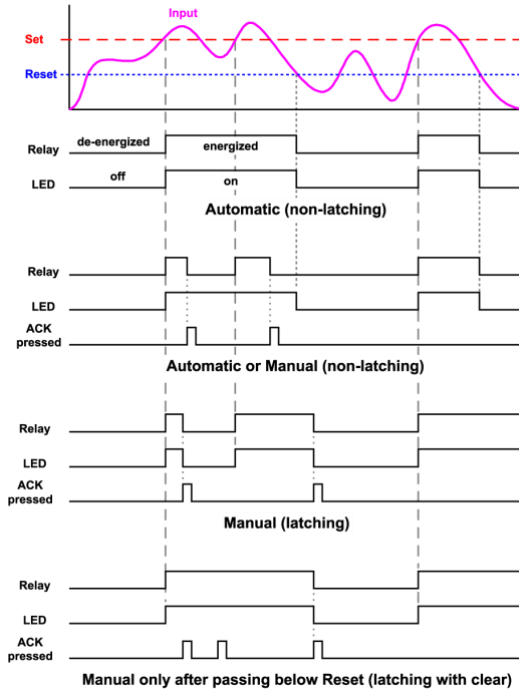 Input
Set
Reset
de-energized energized
Relay
off on
LED
Automatic (non-latching)
Relay
LED
ACK
pressed
Automatic or Manual (non-latching)
Relay
LED
ACK
pressed
Manual (latching)
Relay
LED
ACK
pressed
Manual only after passing below Reset (latching with clear)